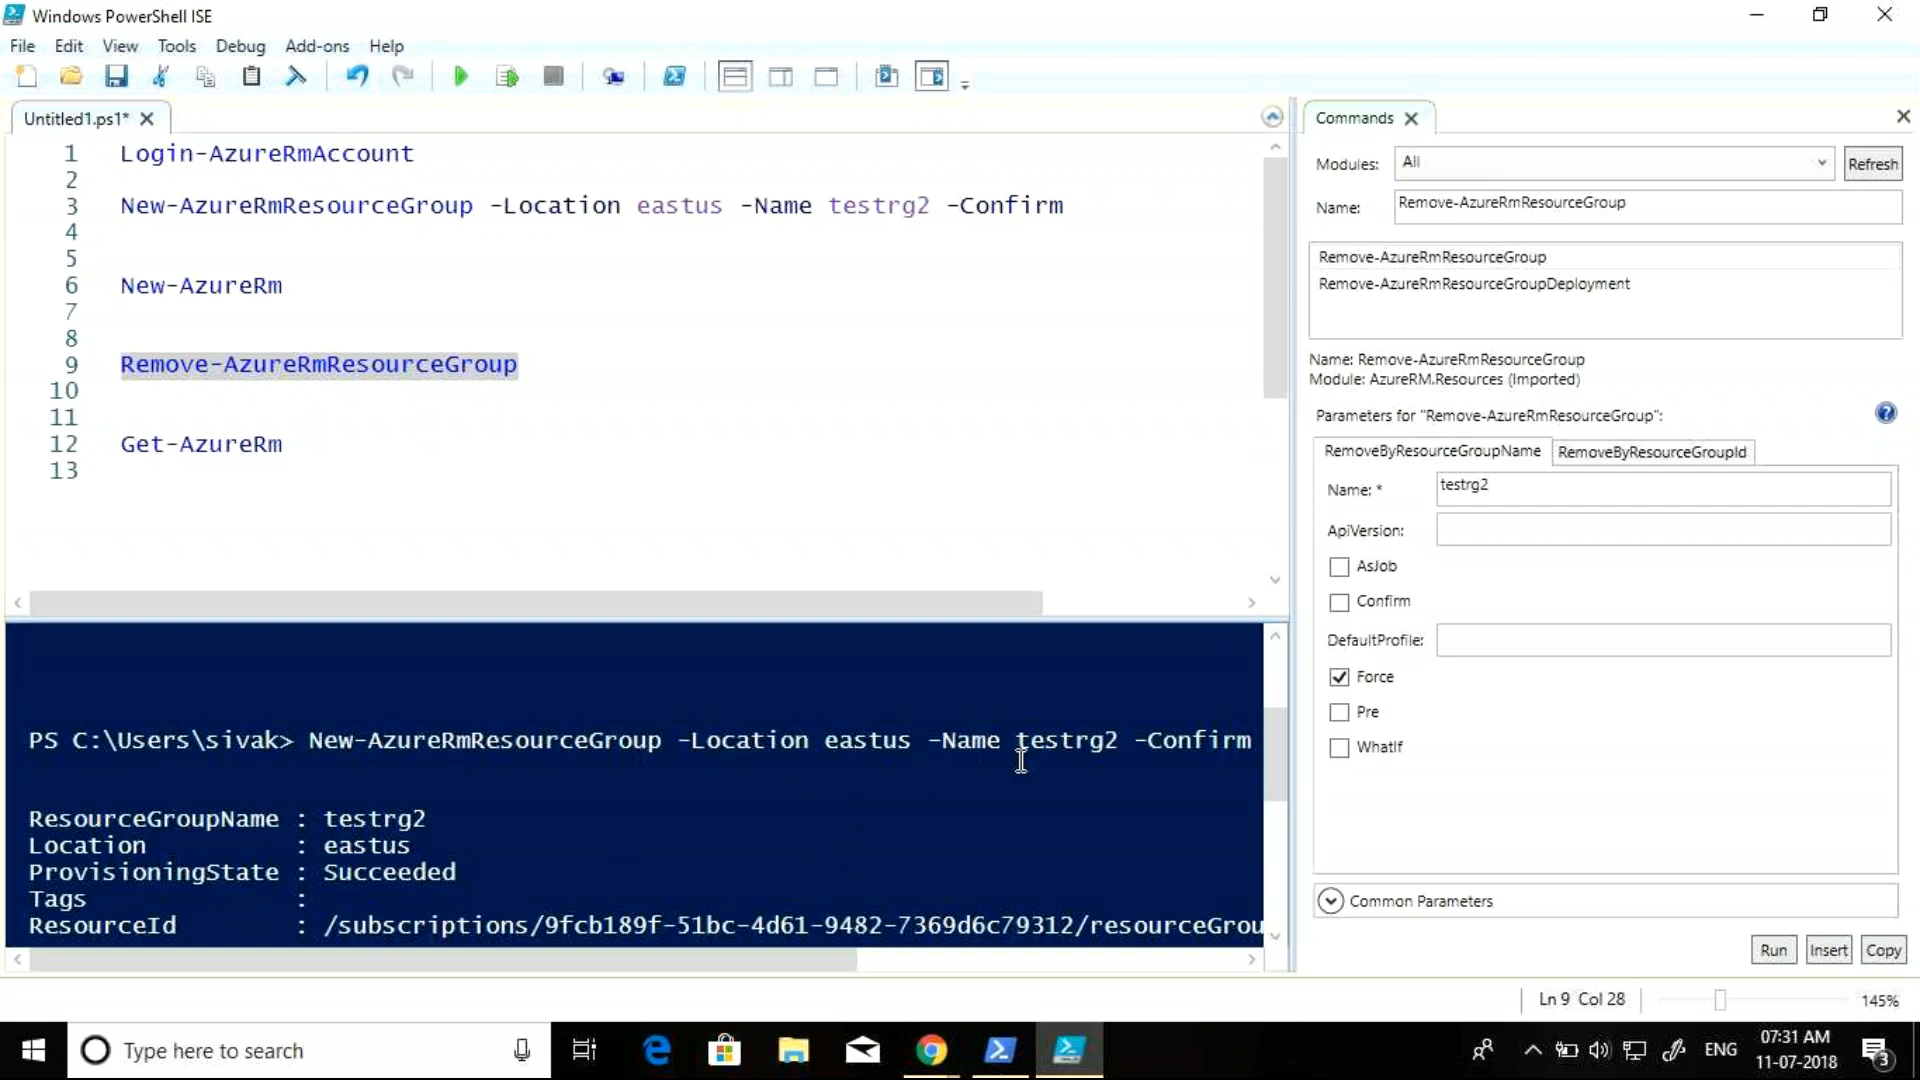 Windows PowerShell ISE
File Edit View Tools Debug Add-ons Help
Untitled1.ps1*
1 Login-AzureRmAccount
2
3 New-AzureRmResourceGroup -Location eastus -Name testrg2 -Confirm
4
5
6 New-AzureRm
7
8
9 Remove-AzureRmResourceGroup
10
11
12 Get-AzureRm
13
PS C:\Users\sivak> New-AzureRmResourceGroup -Location eastus -Name testrg2 -Confirm
ResourceGroupName : testrg2
Location : eastus
ProvisioningState : Succeeded
Tags :
ResourceId : /subscriptions/9fcb189f-51bc-4d61-9482-7369d6c79312/resourceGrou
Commands
Modules: All Refresh
Name: Remove-AzureRmResourceGroup
Remove-AzureRmResourceGroup
Remove-AzureRmResourceGroupDeployment
Name: Remove-AzureRmResourceGroup
Module: AzureRM.Resources (Imported)
Parameters for "Remove-AzureRmResourceGroup":
RemoveByResourceGroupName RemoveByResourceGroupId
Name: * testrg2
ApiVersion:
AsJob
Confirm
DefaultProfile:
Force
Pre
WhatIf
Common Parameters
Run Insert Copy
Ln 9 Col 28 145%
Type here to search
ENG
07:31 AM
11-07-2018
3